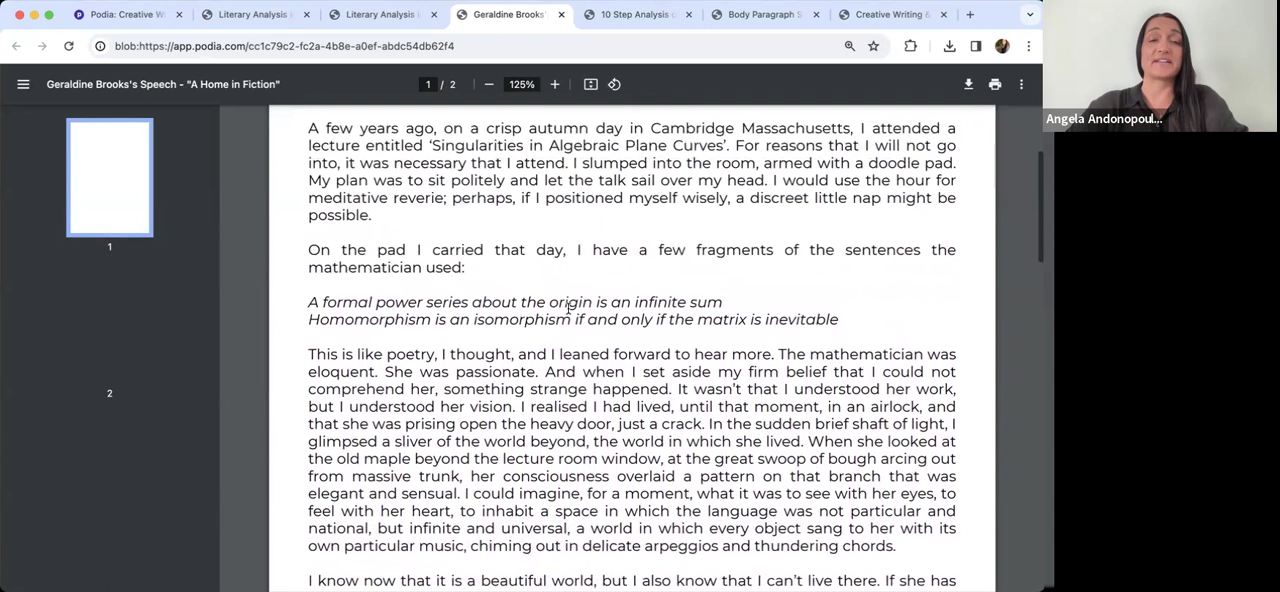 Podia: Creative Wi
Literary Analysis
Literary Analysis
Geraldine Brooks'
10 Step Analysis
Body Paragraph S
Creative Writing &
blob:https://app.podia.com/cc1c79c2-fc2a-4b8e-a0ef-abdc54db62f4
Geraldine Brooks's Speech - "A Home in Fiction"
1 / 2
125%
Angela Andonopoul...
1
2
A few years ago, on a crisp autumn day in Cambridge Massachusetts, I attended a
lecture entitled ‘Singularities in Algebraic Plane Curves’. For reasons that I will not go
into, it was necessary that I attend. I slumped into the room, armed with a doodle pad.
My plan was to sit politely and let the talk sail over my head. I would use the hour for
meditative reverie; perhaps, if I positioned myself wisely, a discreet little nap might be
possible.
On the pad I carried that day, I have a few fragments of the sentences the
mathematician used:
A formal power series about the origin is an infinite sum
Homomorphism is an isomorphism if and only if the matrix is inevitable
This is like poetry, I thought, and I leaned forward to hear more. The mathematician was
eloquent. She was passionate. And when I set aside my firm belief that I could not
comprehend her, something strange happened. It wasn’t that I understood her work,
but I understood her vision. I realised I had lived, until that moment, in an airlock, and
that she was prising open the heavy door, just a crack. In the sudden brief shaft of light, I
glimpsed a sliver of the world beyond, the world in which she lived. When she looked at
the old maple beyond the lecture room window, at the great swoop of bough arcing out
from massive trunk, her consciousness overlaid a pattern on that branch that was
elegant and sensual. I could imagine, for a moment, what it was to see with her eyes, to
feel with her heart, to inhabit a space in which the language was not particular and
national, but infinite and universal, a world in which every object sang to her with its
own particular music, chiming out in delicate arpeggios and thundering chords.
I know now that it is a beautiful world, but I also know that I can’t live there. If she has